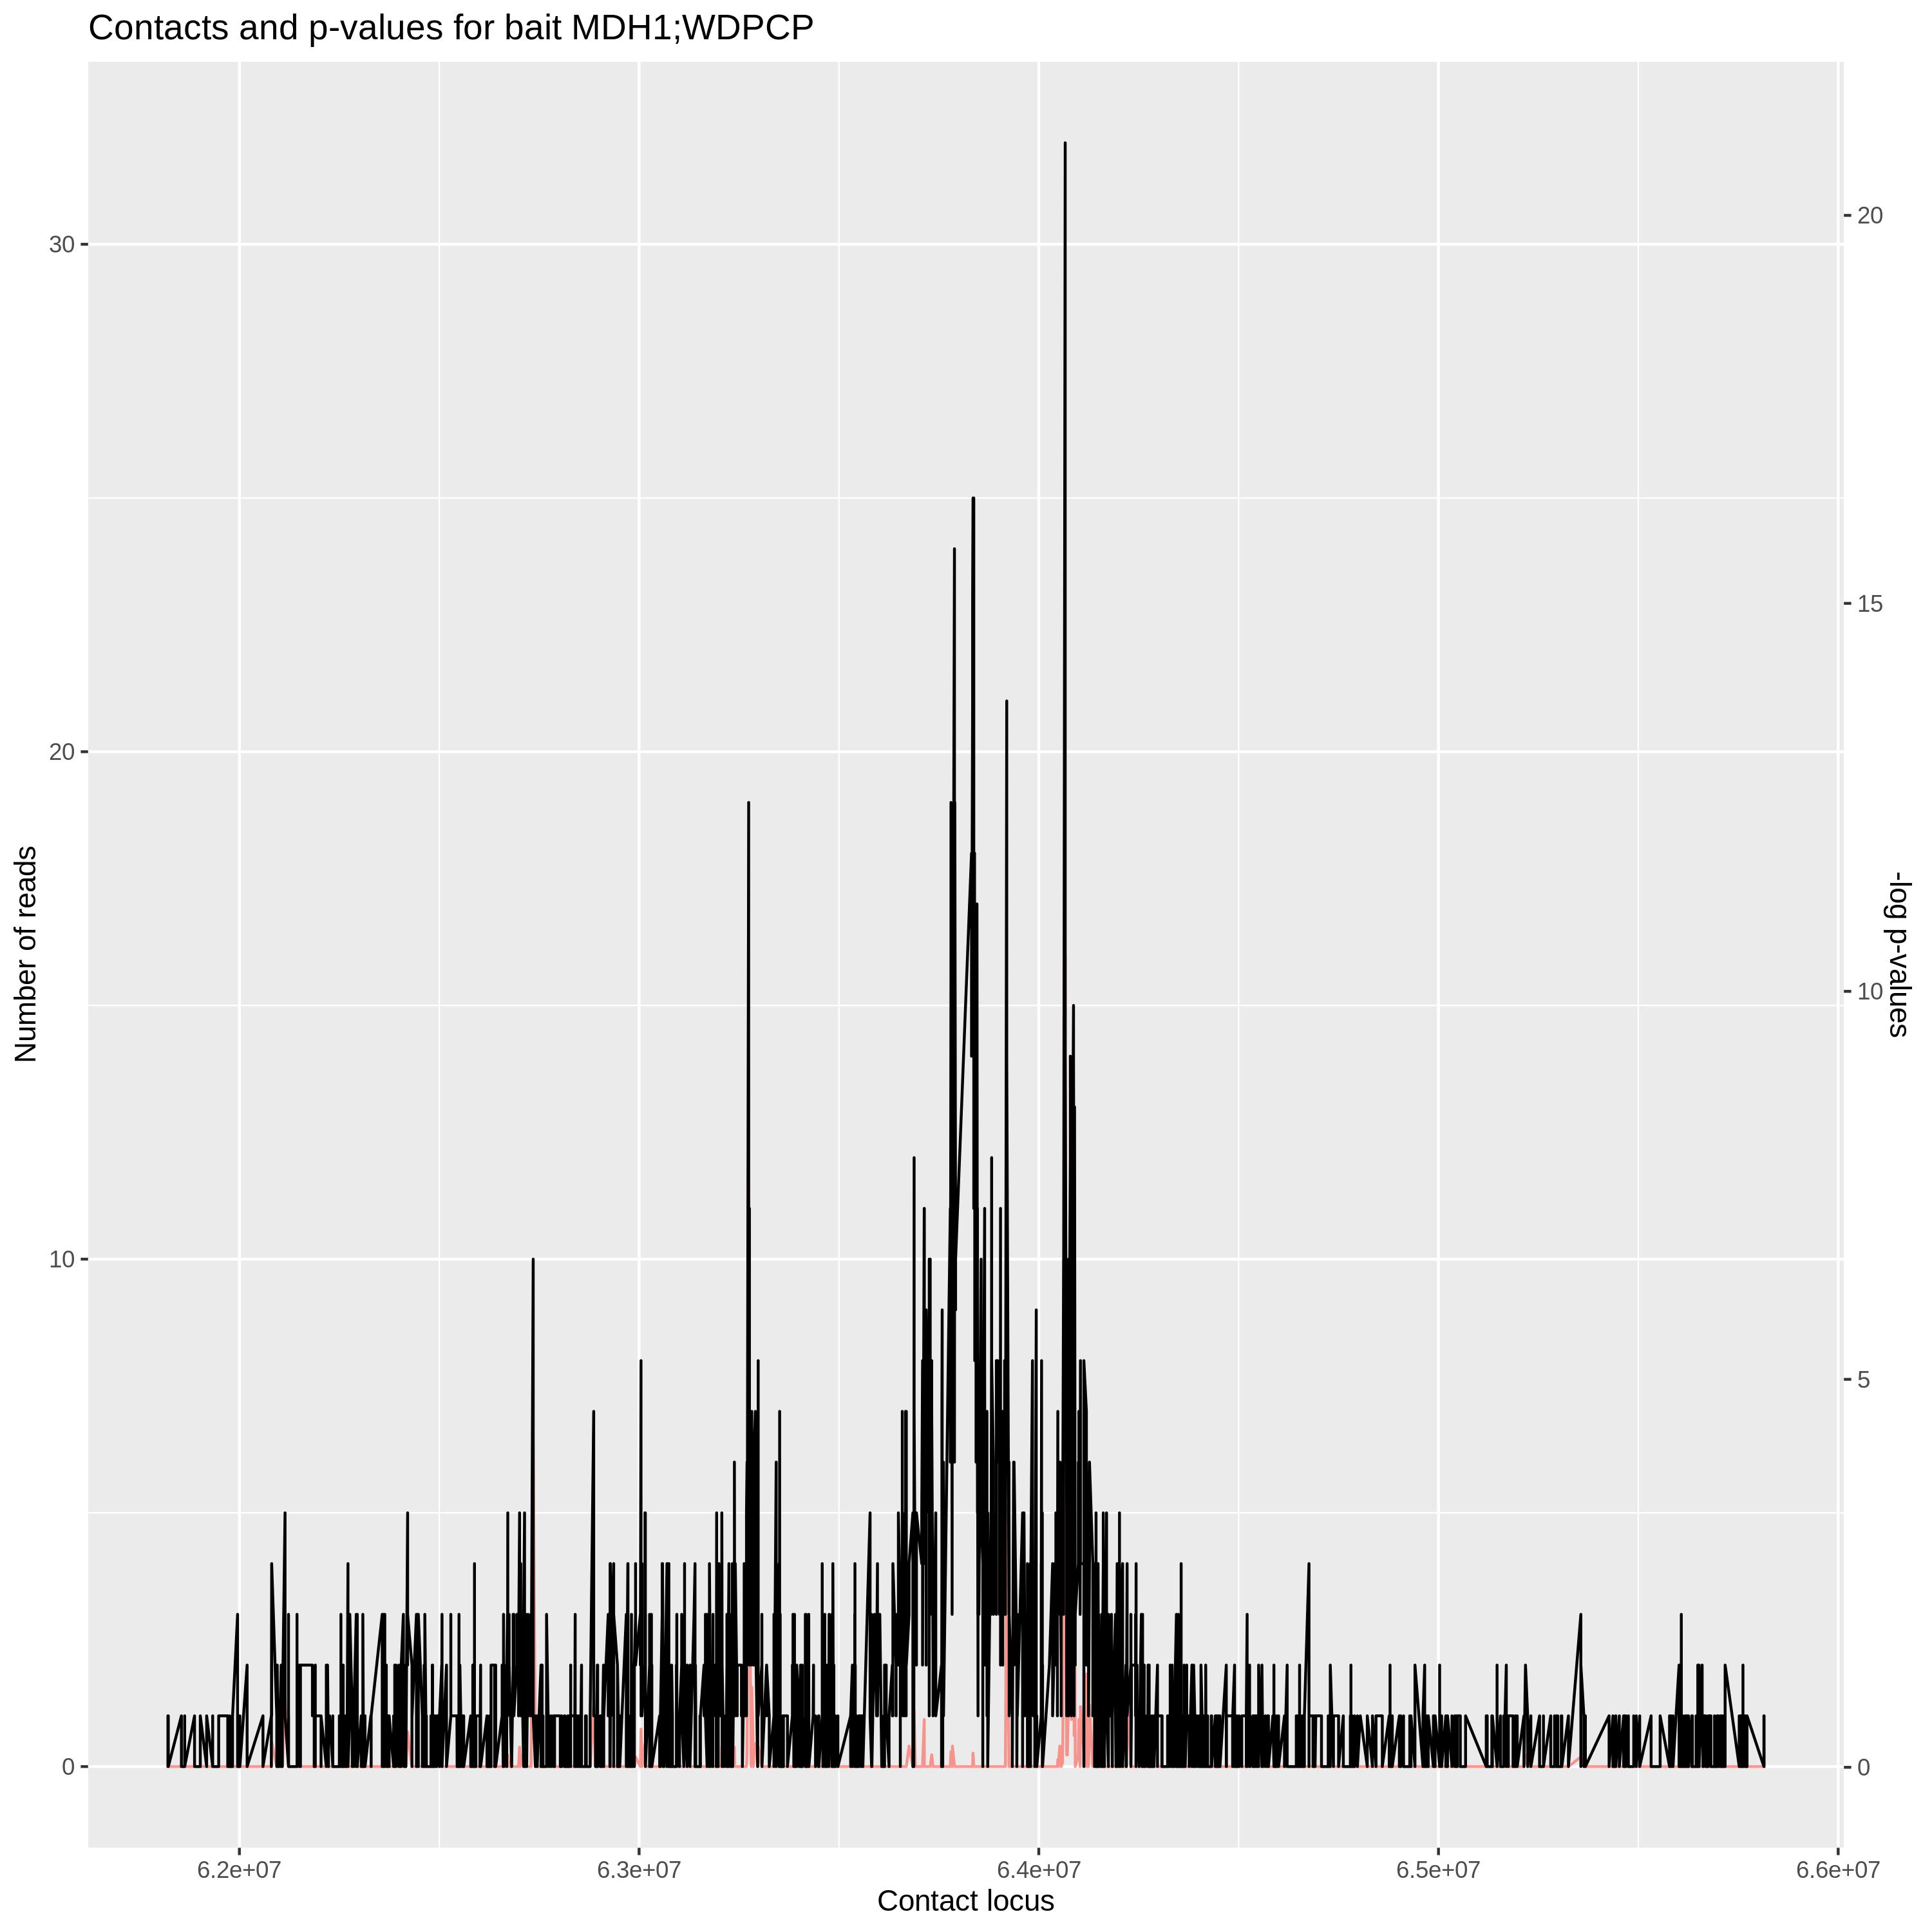 Contacts and p-values for bait MDH1;WDPCP
30
20
10
0
Number of reads
20
15
10
5
0
-log p-values
6.2e+07
6.3e+07
6.4e+07
6.5e+07
6.6e+07
Contact locus